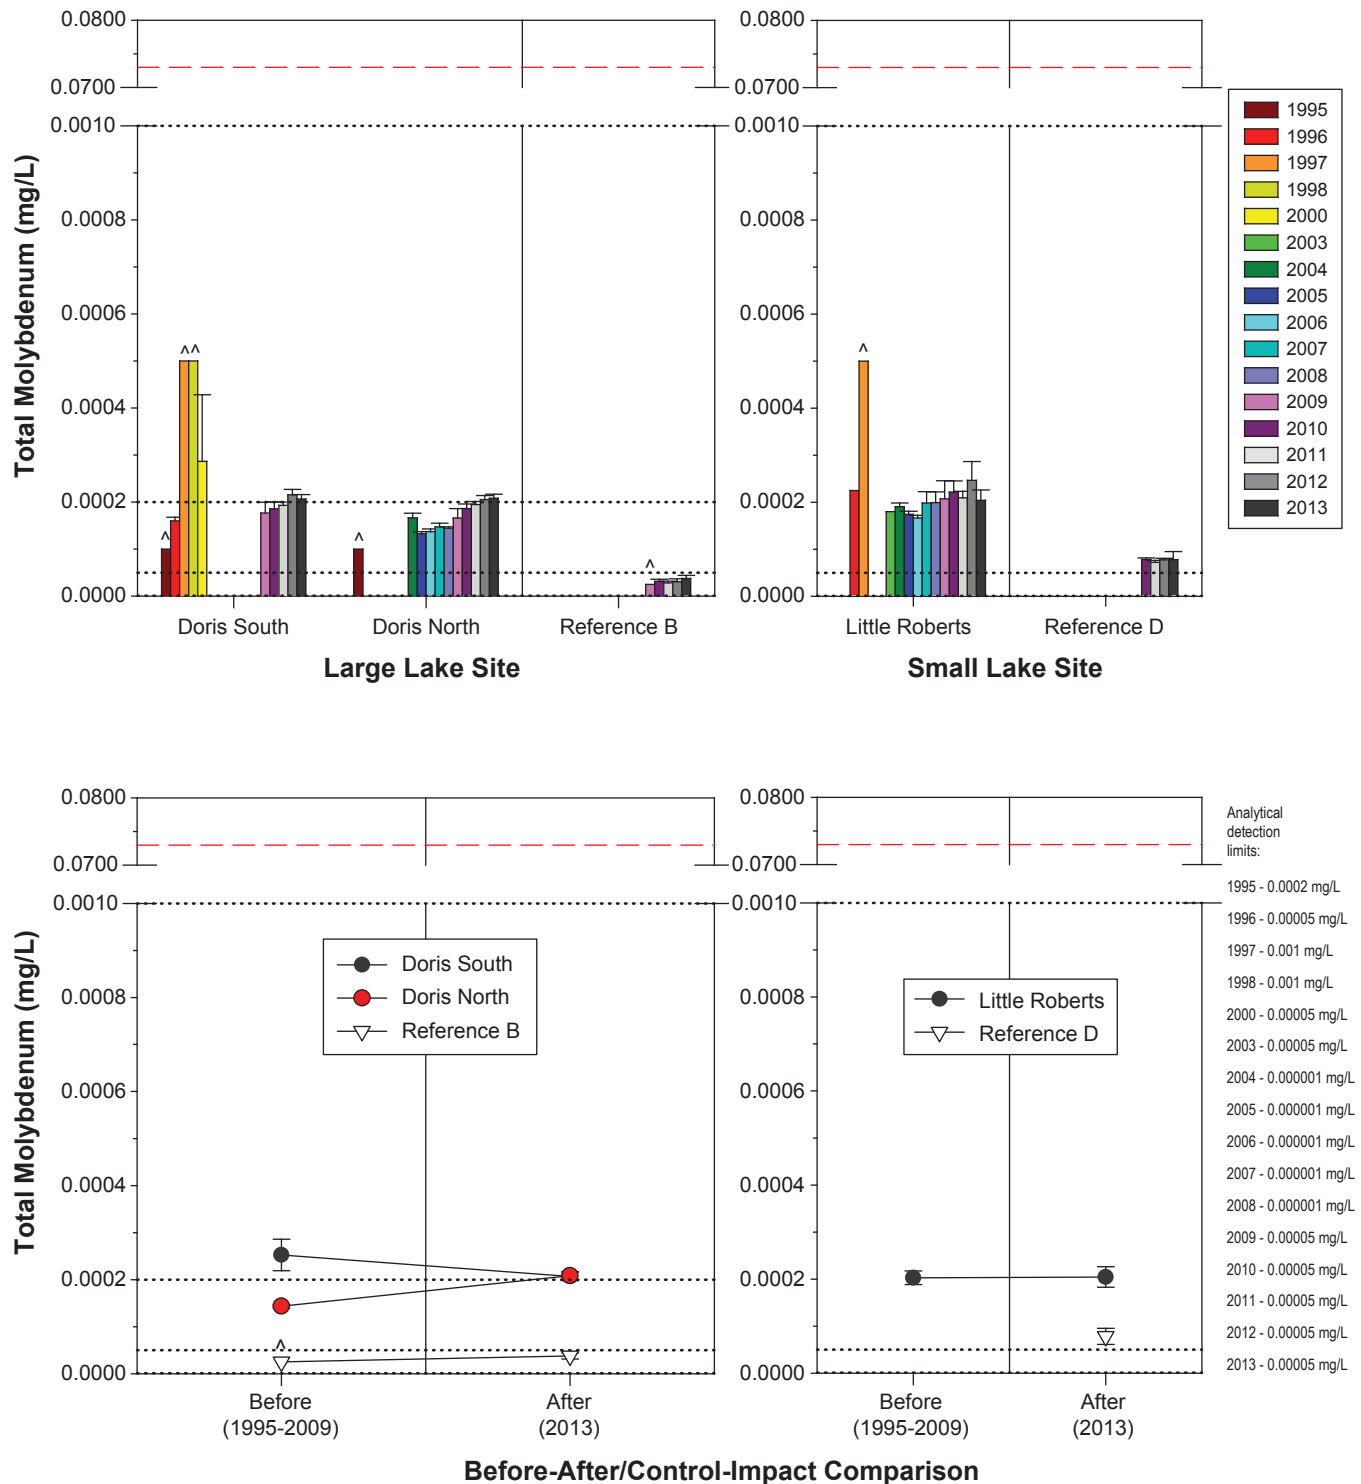 Total Molybdenum (mg/L)
0.0800
0.0700
0.0010
0.0008
0.0006
0.0004
0.0002
0.0000
^
^^
^
^
Doris South
Doris North
Reference B
Large Lake Site
0.0800
0.0700
0.0010
0.0008
0.0006
0.0004
0.0002
0.0000
^
Little Roberts
Reference D
Small Lake Site
1995
1996
1997
1998
2000
2003
2004
2005
2006
2007
2008
2009
2010
2011
2012
2013
Total Molybdenum (mg/L)
0.0800
0.0700
0.0010
0.0008
0.0006
0.0004
0.0002
0.0000
Doris South
Doris North
Reference B
^
Before
(1995-2009)
After
(2013)
0.0800
0.0700
0.0010
0.0008
0.0006
0.0004
0.0002
0.0000
Little Roberts
Reference D
Before
(1995-2009)
After
(2013)
Before-After/Control-Impact Comparison
Analytical
detection
limits:
1995 - 0.0002 mg/L
1996 - 0.00005 mg/L
1997 - 0.001 mg/L
1998 - 0.001 mg/L
2000 - 0.00005 mg/L
2003 - 0.00005 mg/L
2004 - 0.000001 mg/L
2005 - 0.000001 mg/L
2006 - 0.000001 mg/L
2007 - 0.000001 mg/L
2008 - 0.000001 mg/L
2009 - 0.00005 mg/L
2010 - 0.00005 mg/L
2011 - 0.00005 mg/L
2012 - 0.00005 mg/L
2013 - 0.00005 mg/L